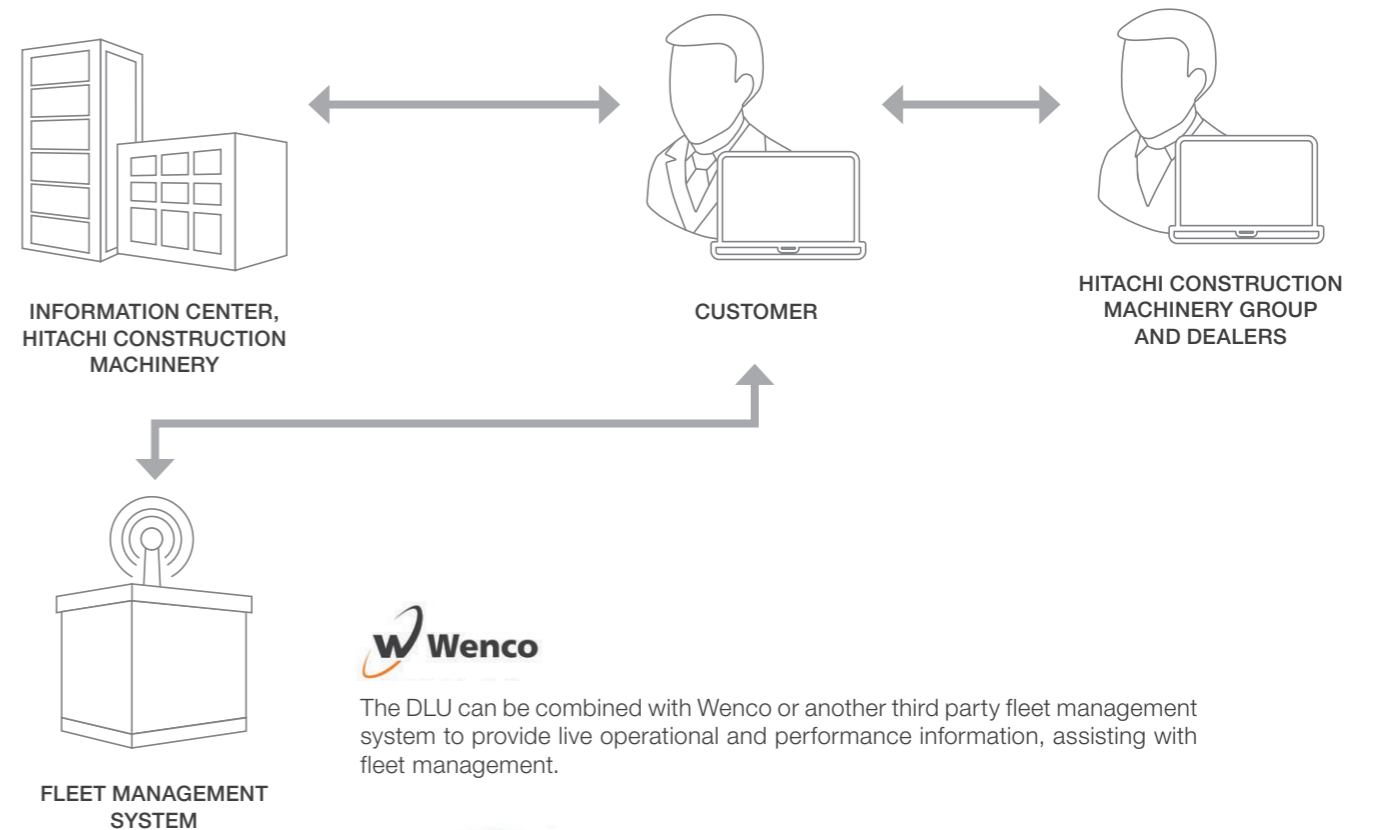 INFORMATION CENTER,
HITACHI CONSTRUCTION
MACHINERY
CUSTOMER
HITACHI CONSTRUCTION
MACHINERY GROUP
AND DEALERS
W Wenco
The DLU can be combined with Wenco or another third party fleet management
system to provide live operational and performance information, assisting with
fleet management.
FLEET MANAGEMENT
SYSTEM